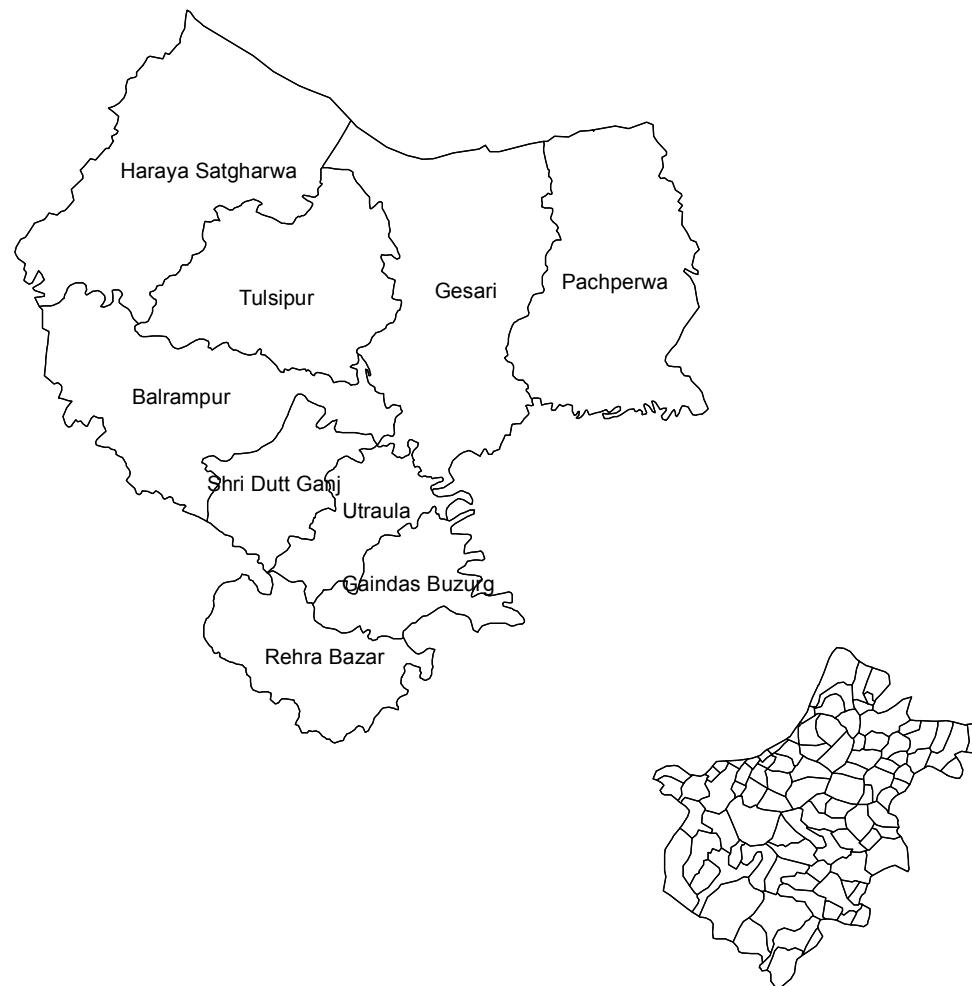 Haraya Satgharwa
Tulsipur
Gesari
Pachperwa
Balrampur
Shri Dutt Ganj
Utraula
Gaindas Buzurg
Rehra Bazar